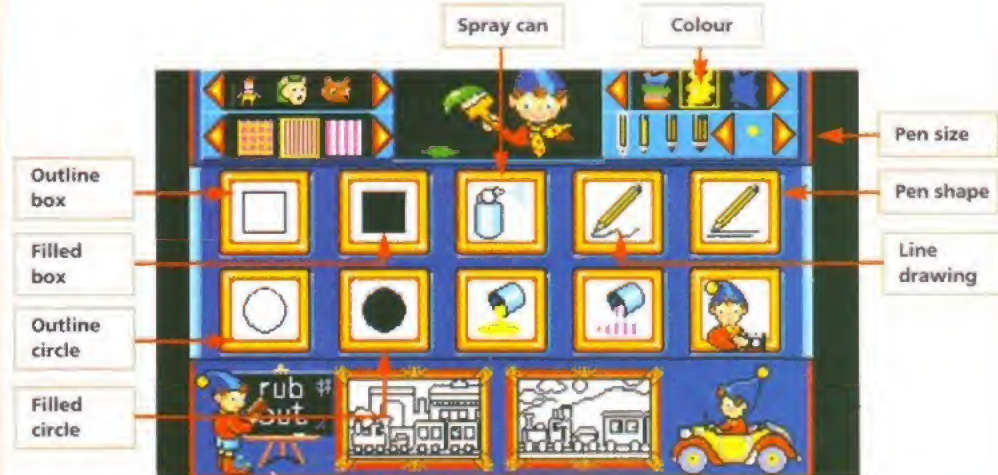 Spray can
Colour
Pen size
Outline
box
Pen shape
Filled
box
Line
drawing
Outline
circle
rub
out
Filled
circle